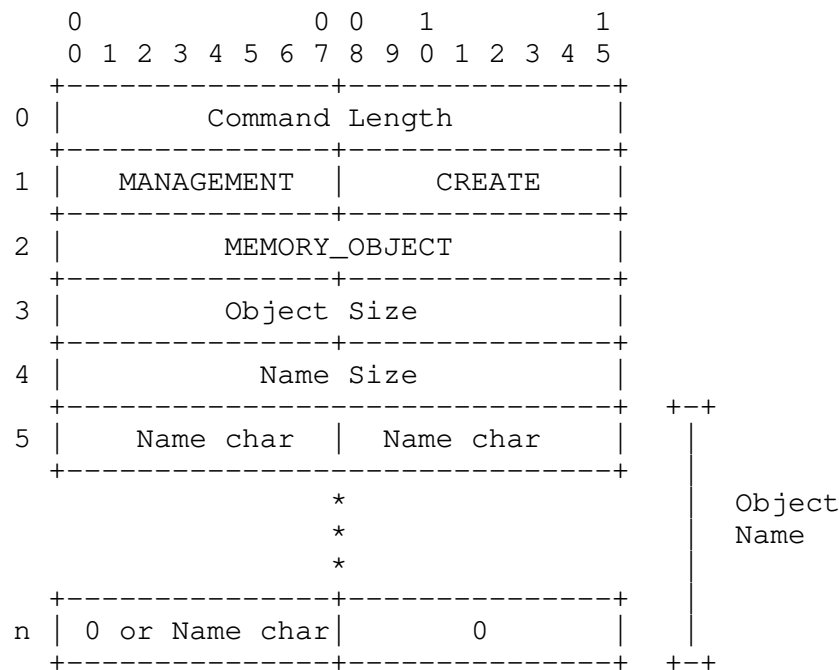 0 0 0 1 1
0 1 2 3 4 5 6 7 8 9 0 1 2 3 4 5
+---------------+---------------+
0 | Command Length |
+---------------+---------------+
1 | MANAGEMENT | CREATE |
+---------------+---------------+
2 | MEMORY_OBJECT |
+---------------+---------------+
3 | Object Size |
+---------------+---------------+
4 | Name Size |
+-------------------------------+ +-+
5 | Name char | Name char | |
+---------------+---------------+ |
* | Object
* | Name
* |
+---------------+---------------+ |
n | 0 or Name char| 0 | |
+---------------+---------------+ +-+